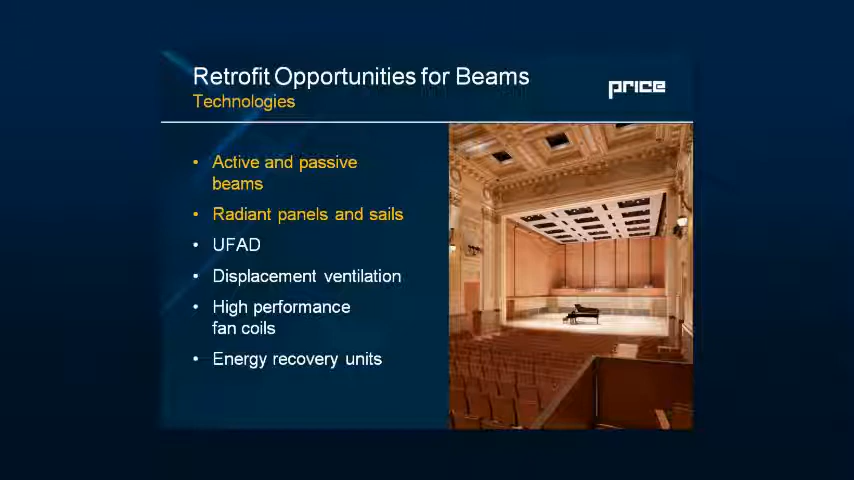 Retrofit Opportunities for Beams
Technologies
price
• Active and passive
beams
• Radiant panels and sails
• UFAD
• Displacement ventilation
• High performance
fan coils
• Energy recovery units